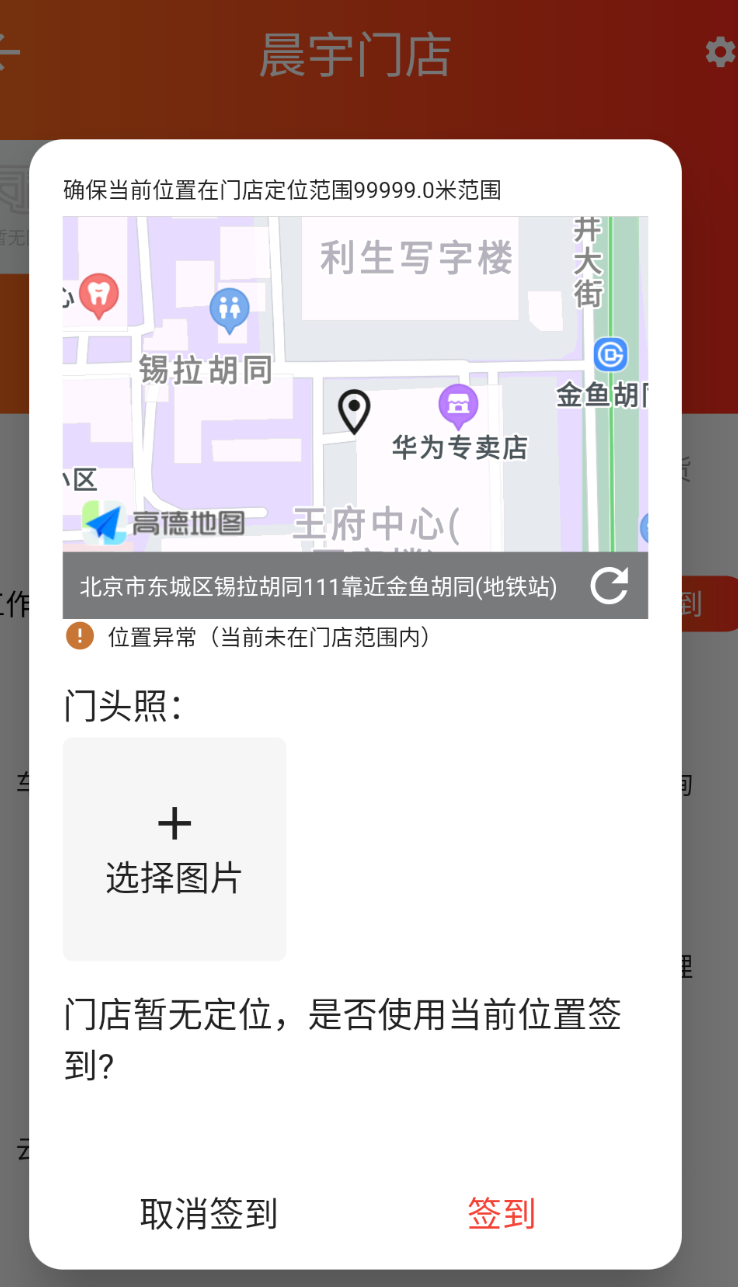 晨宇门店
确保当前位置在门店定位范围99999.0米范围
利生写字楼
井大街
锡拉胡同
金鱼胡
华为专卖店
小区
高德地图
王府中心(
北京市东城区锡拉胡同111靠近金鱼胡同(地铁站)
位置异常（当前未在门店范围内）
门头照：
选择图片
门店暂无定位，是否使用当前位置签
到?
取消签到
签到